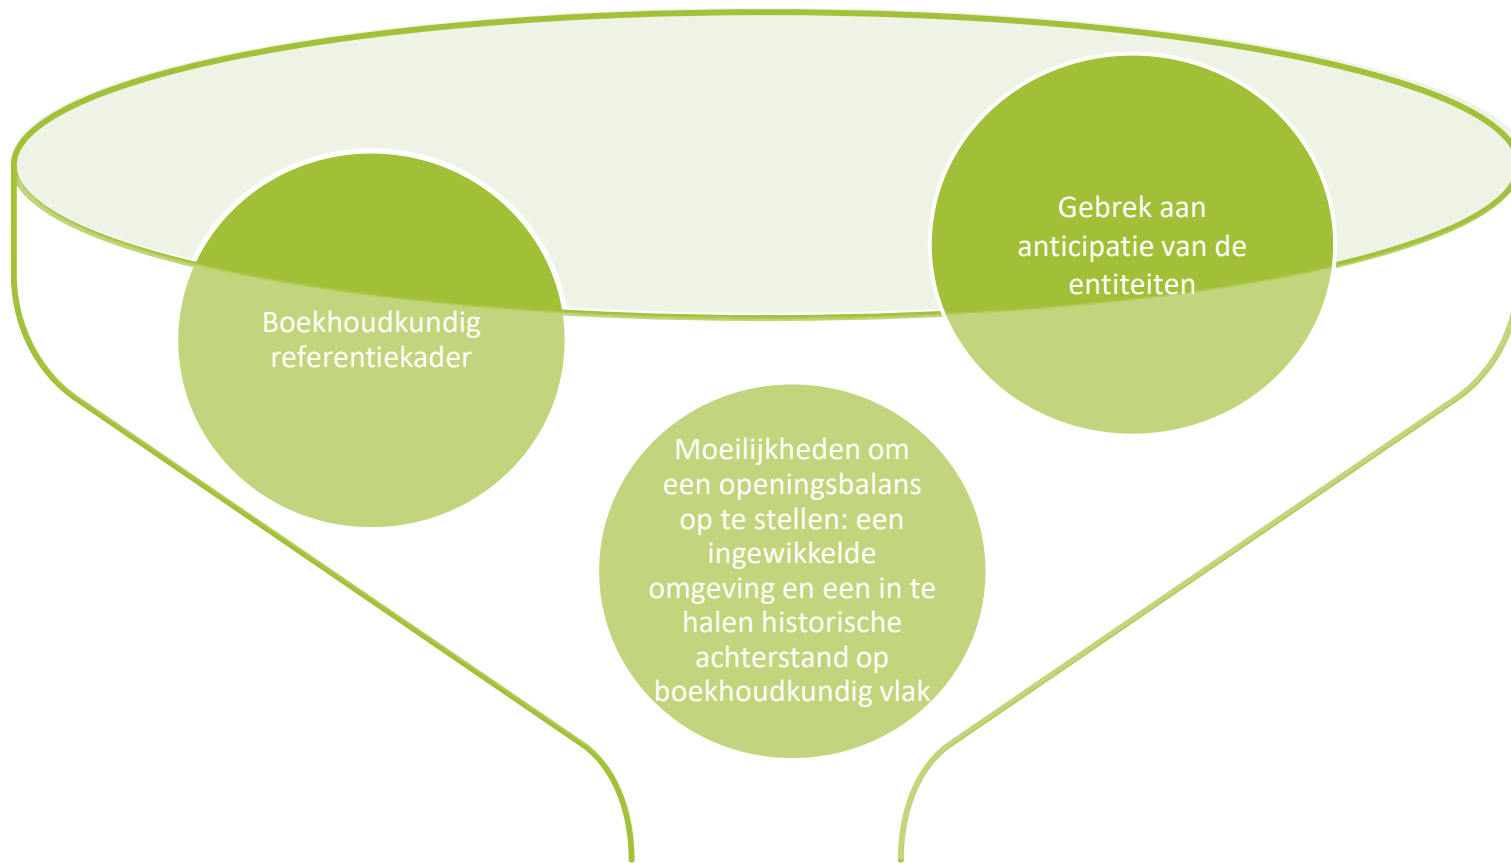 Boekhoudkundig
referentiekader
Gebrek aan
anticipatie van de
entiteiten
Moeilijkheden om
een openingsbalans
op te stellen: een
ingewikkelde
omgeving en een in te
halen historische
achterstand op
boekhoudkundig vlak